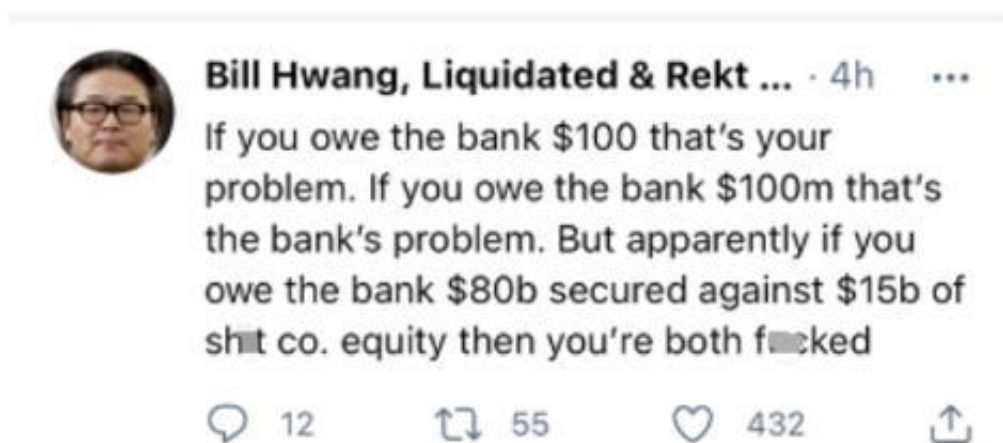 Bill Hwang, Liquidated & Rekt ... · 4h ...
If you owe the bank $100 that's your
problem. If you owe the bank $100m that's
the bank's problem. But apparently if you
owe the bank $80b secured against $15b of
sh t co. equity then you're both f cked
12 55 432